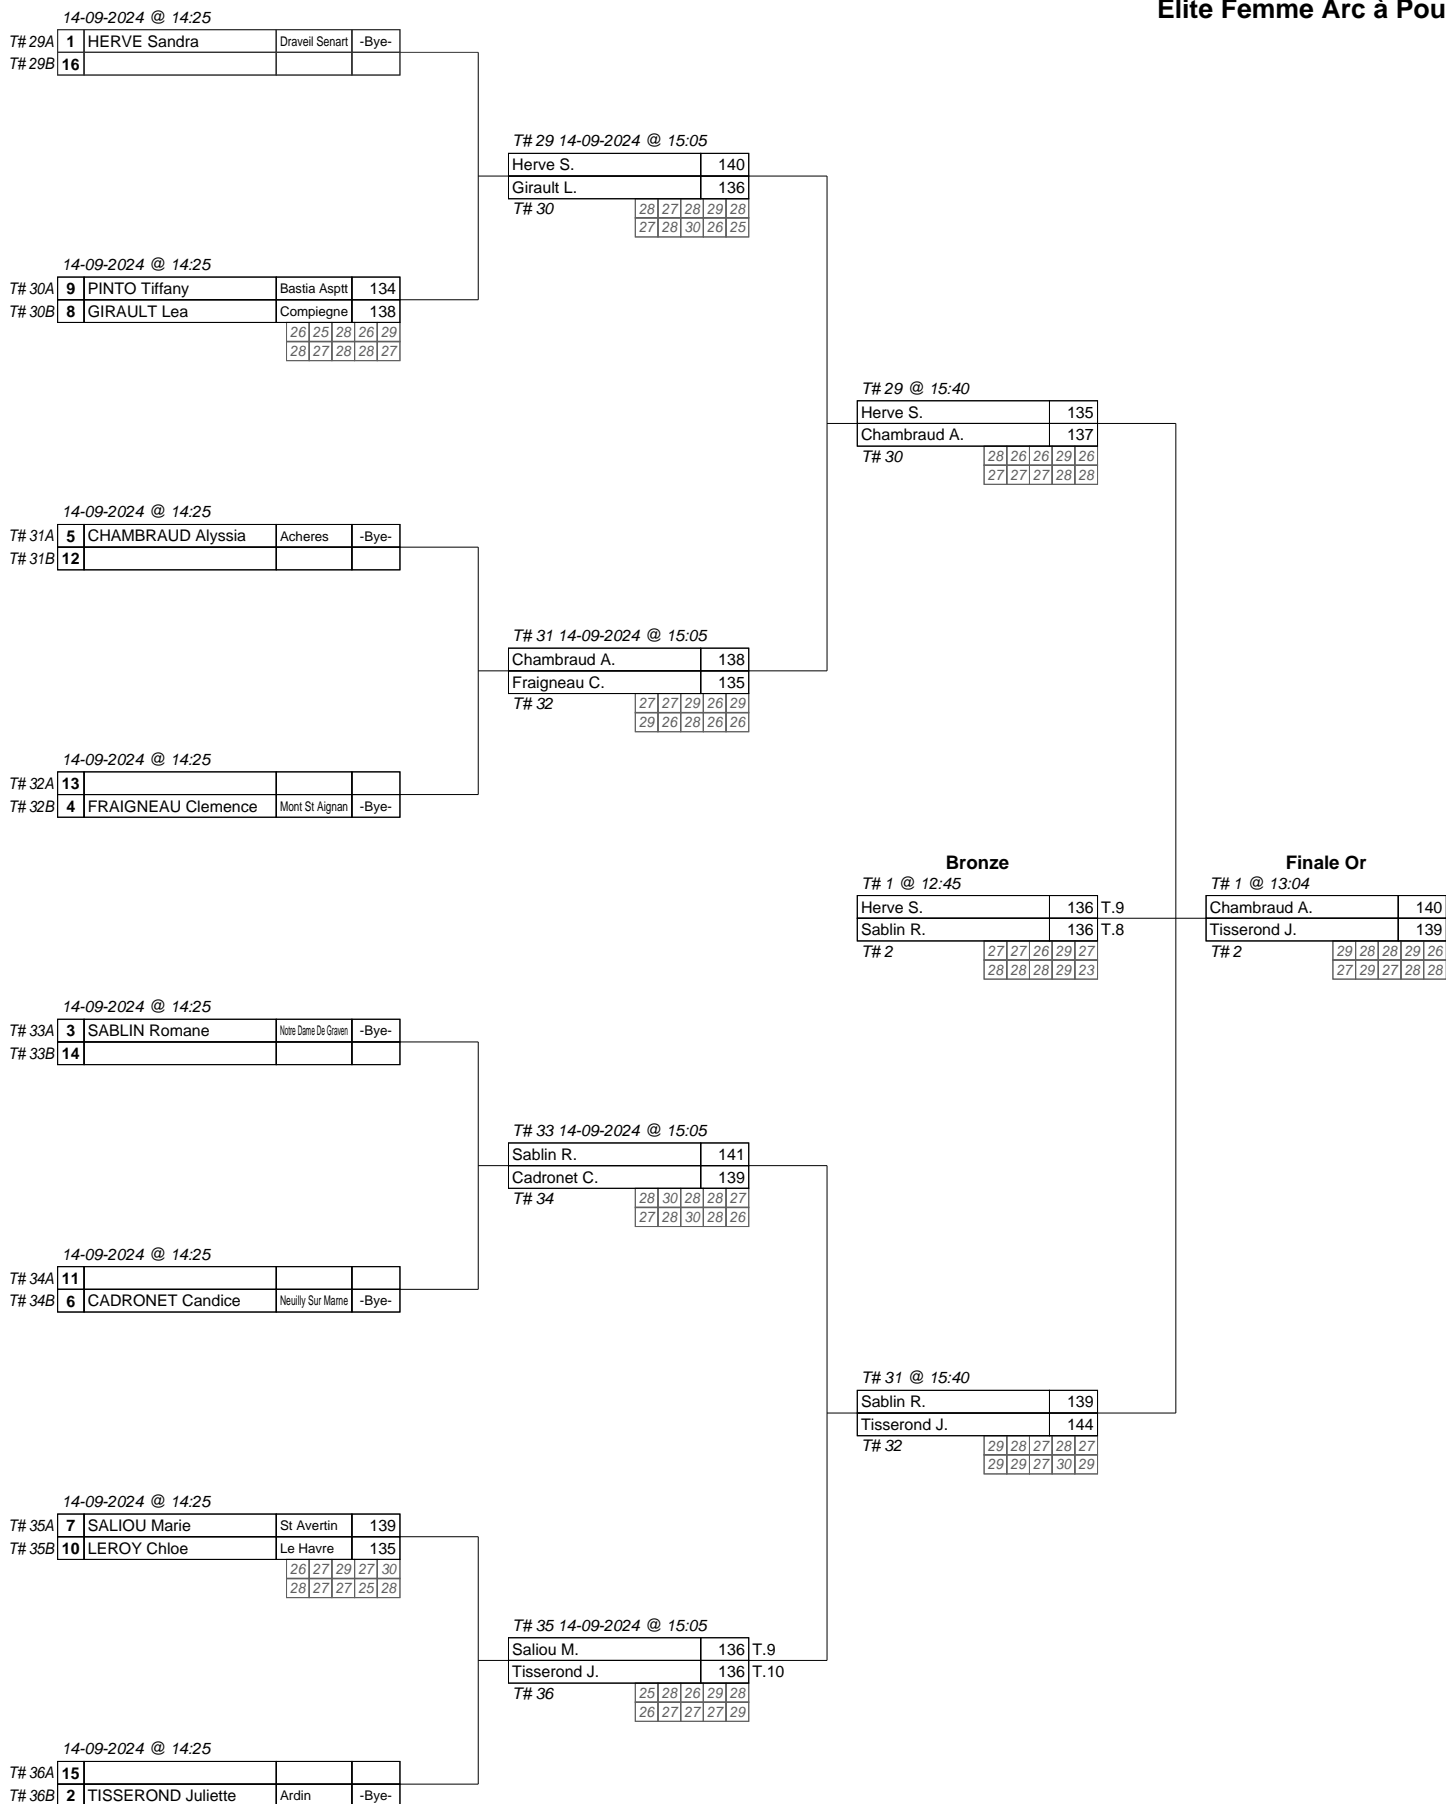 Elite Femme Arc à Pou
14-09-2024 @ 14:25
T# 29A 1 HERVE Sandra Draveil Senart -Bye-
T# 29B 16
T# 29 14-09-2024 @ 15:05
Herve S. 140
Girault L. 136
T# 30 28 27 28 29 28
27 28 30 26 25
14-09-2024 @ 14:25
T# 30A 9 PINTO Tiffany Bastia Asptt 134
T# 30B 8 GIRAULT Lea Compiegne 138
26 25 28 26 29
28 27 28 28 27
T# 29 @ 15:40
Herve S. 135
Chambraud A. 137
T# 30 28 26 26 29 26
27 27 27 28 28
14-09-2024 @ 14:25
T# 31A 5 CHAMBRAUD Alyssia Acheres -Bye-
T# 31B 12
T# 31 14-09-2024 @ 15:05
Chambraud A. 138
Fraigneau C. 135
T# 32 27 27 29 26 29
29 26 28 26 26
14-09-2024 @ 14:25
T# 32A 13
T# 32B 4 FRAIGNEAU Clemence Mont St Aignan -Bye-
Bronze
T# 1 @ 12:45
Herve S. 136 T.9
Sablin R. 136 T.8
T# 2 27 27 26 29 27
28 28 28 29 23
Finale Or
T# 1 @ 13:04
Chambraud A. 140
Tisserond J. 139
T# 2 29 28 28 29 26
27 29 27 28 28
14-09-2024 @ 14:25
T# 33A 3 SABLIN Romane Notre Dame De Graven -Bye-
T# 33B 14
T# 33 14-09-2024 @ 15:05
Sablin R. 141
Cadronet C. 139
T# 34 28 30 28 28 27
27 28 30 28 26
14-09-2024 @ 14:25
T# 34A 11
T# 34B 6 CADRONET Candice Neuilly Sur Marne -Bye-
T# 31 @ 15:40
Sablin R. 139
Tisserond J. 144
T# 32 29 28 27 28 27
29 29 27 30 29
14-09-2024 @ 14:25
T# 35A 7 SALIOU Marie St Avertin 139
T# 35B 10 LEROY Chloe Le Havre 135
26 27 29 27 30
28 27 27 25 28
T# 35 14-09-2024 @ 15:05
Saliou M. 136 T.9
Tisserond J. 136 T.10
T# 36 25 28 26 29 28
26 27 27 27 29
14-09-2024 @ 14:25
T# 36A 15
T# 36B 2 TISSEROND Juliette Ardin -Bye-